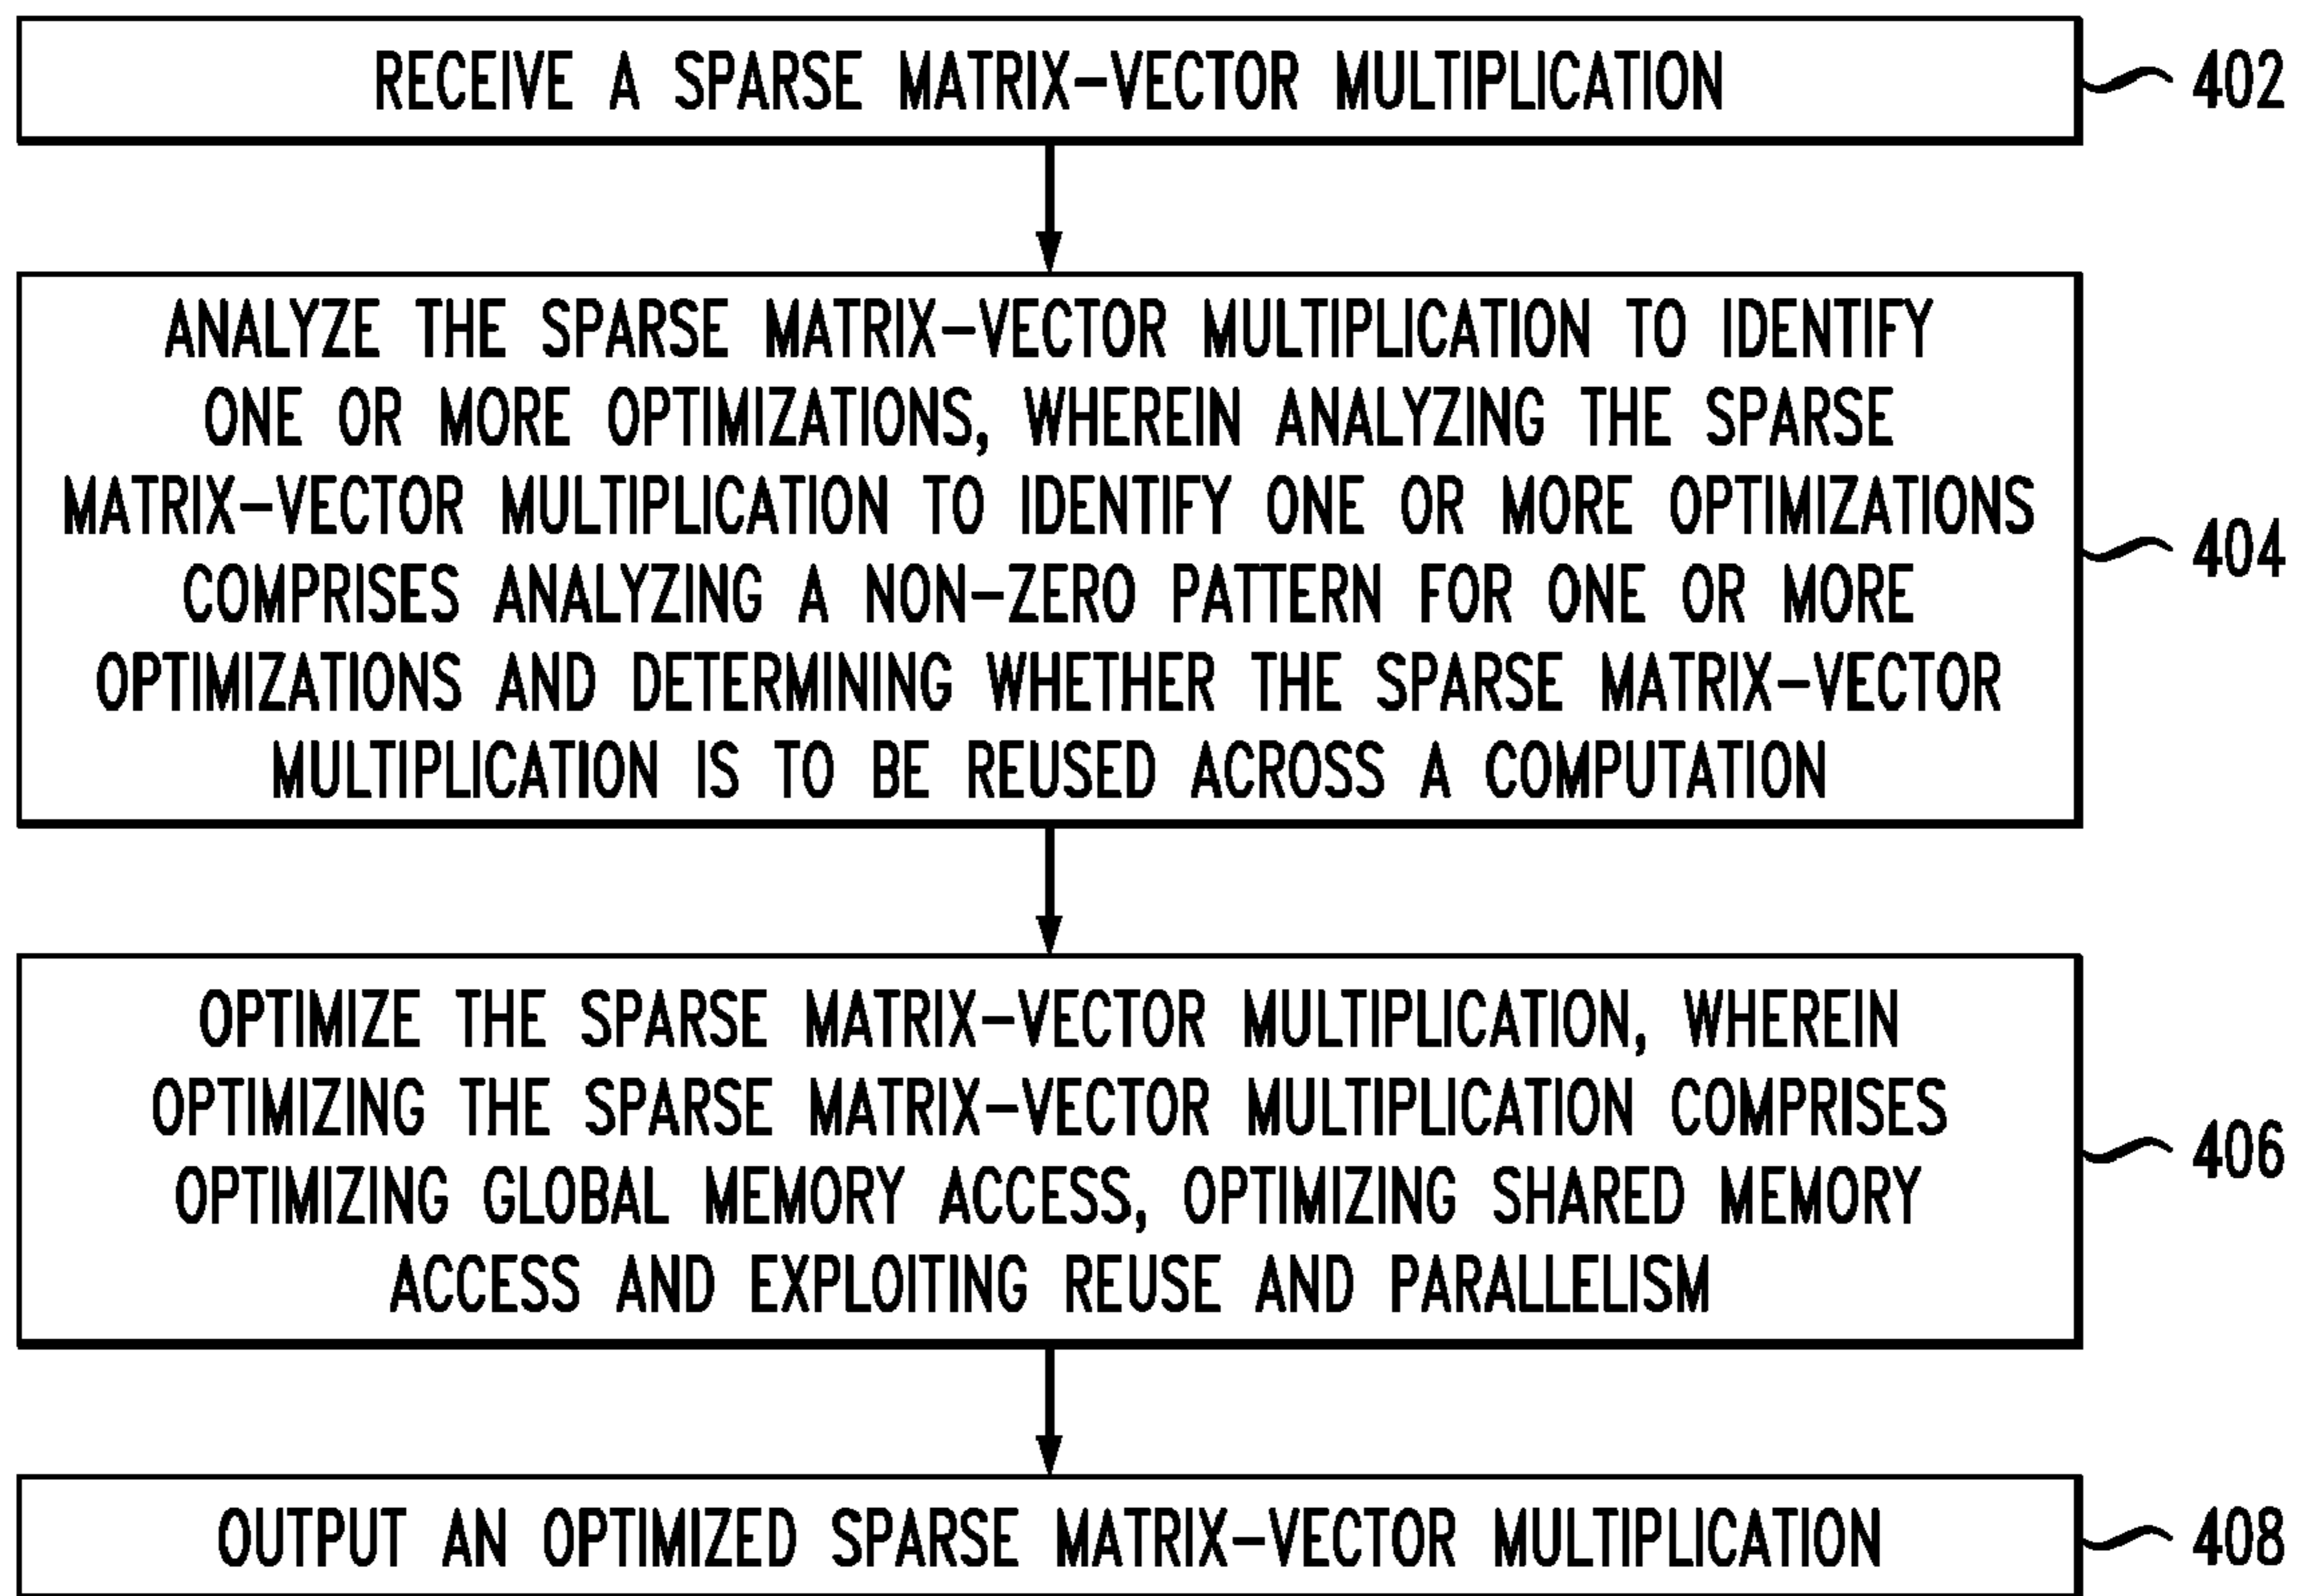 RECEIVE A SPARSE MATRIX-VECTOR MULTIPLICATION
402
ANALYZE THE SPARSE MATRIX-VECTOR MULTIPLICATION TO IDENTIFY
ONE OR MORE OPTIMIZATIONS, WHEREIN ANALYZING THE SPARSE
MATRIX-VECTOR MULTIPLICATION TO IDENTIFY ONE OR MORE OPTIMIZATIONS
COMPRISES ANALYZING A NON-ZERO PATTERN FOR ONE OR MORE
OPTIMIZATIONS AND DETERMINING WHETHER THE SPARSE MATRIX-VECTOR
MULTIPLICATION IS TO BE REUSED ACROSS A COMPUTATION
404
OPTIMIZE THE SPARSE MATRIX-VECTOR MULTIPLICATION, WHEREIN
OPTIMIZING THE SPARSE MATRIX-VECTOR MULTIPLICATION COMPRISES
OPTIMIZING GLOBAL MEMORY ACCESS, OPTIMIZING SHARED MEMORY
ACCESS AND EXPLOITING REUSE AND PARALLELISM
406
OUTPUT AN OPTIMIZED SPARSE MATRIX-VECTOR MULTIPLICATION
408